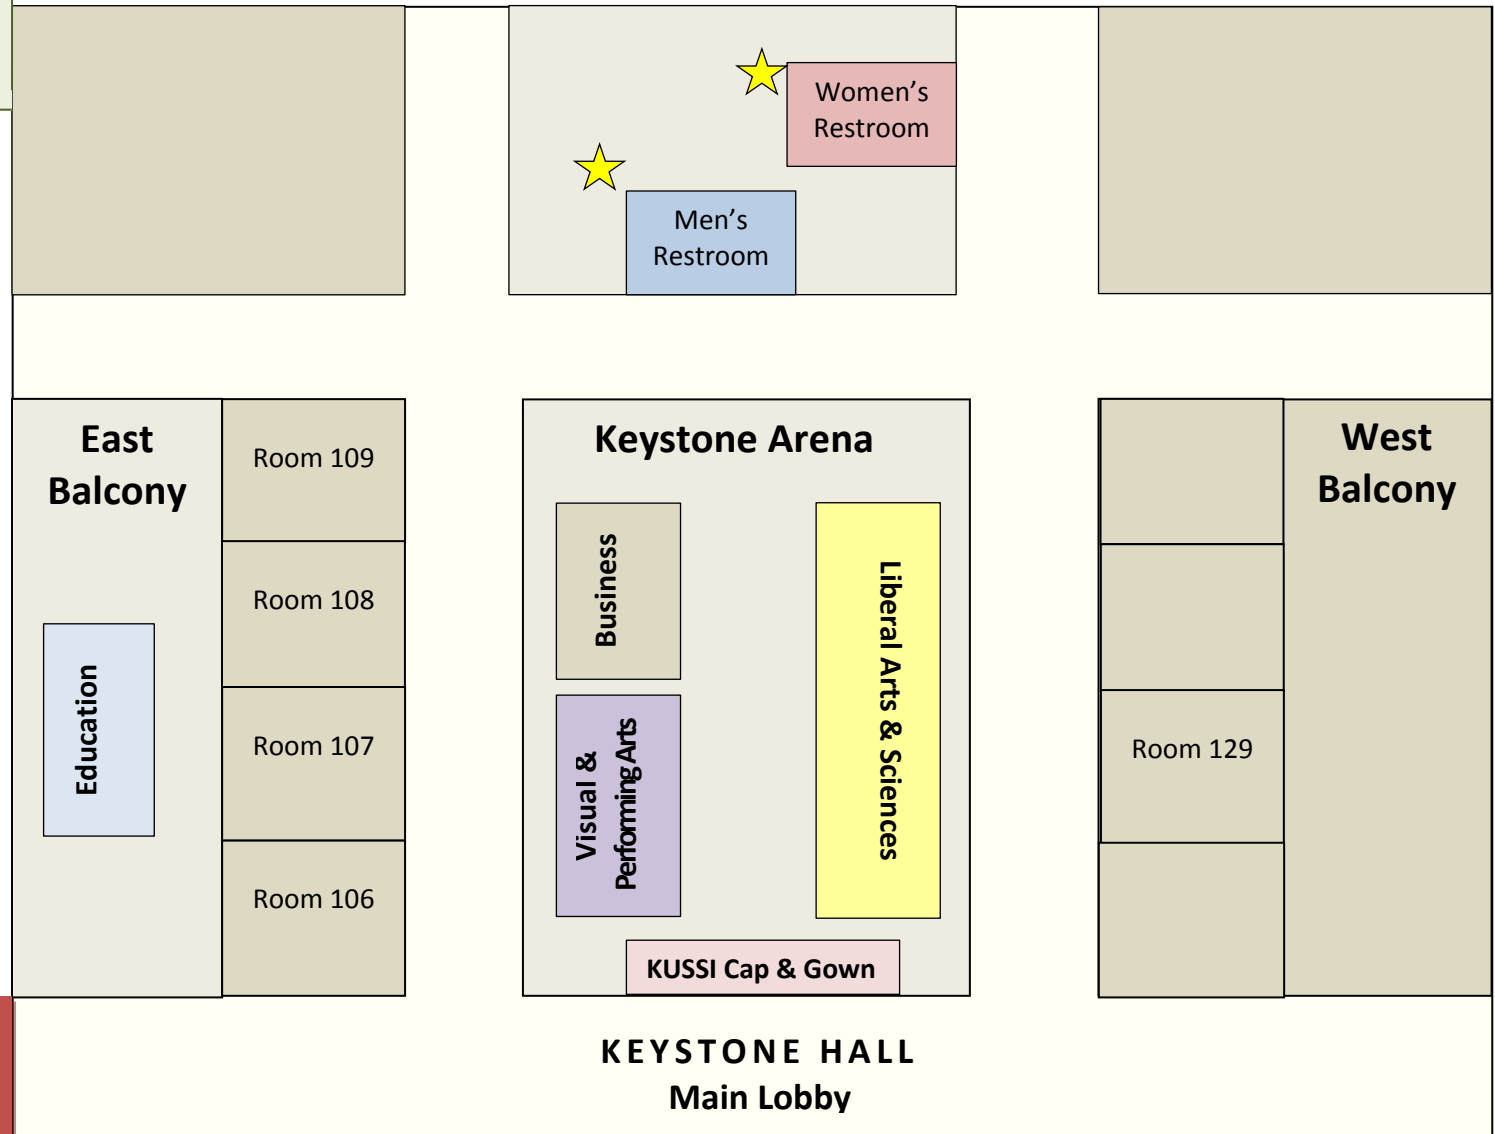 Women’s
Restroom
Men’s
Restroom
East
Balcony
Room 109
Room 108
Room 107
Room 106
Education
Keystone Arena
Business
Visual &
Performing Arts
Liberal Arts & Sciences
KUSSI Cap & Gown
Room 129
West
Balcony
KEYSTONE HALL
Main Lobby